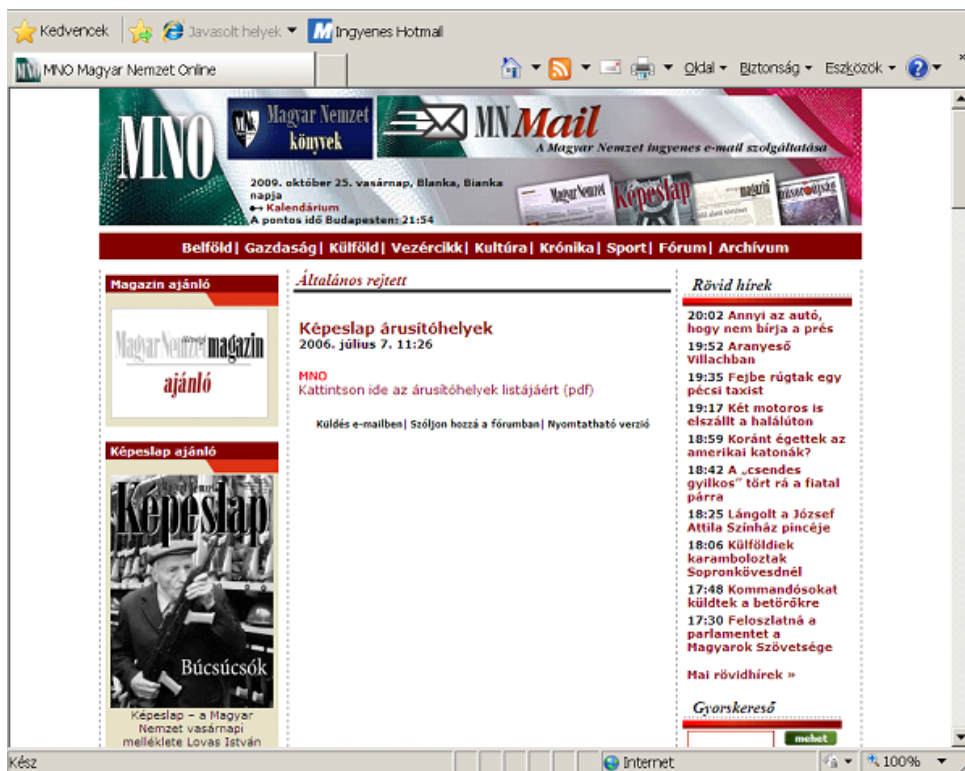 Kedvencek
Javasolt helyek
Ingyenes Hotmail
MNO Magyar Nemzet Online
Oldal
Biztonság
Eszközök
MNO
Magyar Nemzet
könyvek
MNMail
A Magyar Nemzet ingyenes e-mail szolgáltatása
2009. október 25. vasárnap, Blanka, Bianka
napja
Kalendárium
A pontos idő Budapesten: 21:54
Magyar Nemzet
Képeslap
magazin
Belföld| Gazdaság| Külföld| Vezércikk| Kultúra| Krónika| Sport| Fórum| Archívum
Magazin ajánló
Magyar Nemzet magazin
ajánló
Képeslap ajánló
Képeslap
Búcsúcsók
Képeslap – a Magyar
Nemzet vasárnapi
melléklete Lovas István
Általános rejtett
Képeslap árusítóhelyek
2006. július 7. 11:26
MNO
Kattintson ide az árusítóhelyek listájáért (pdf)
Küldés e-mailben| Szóljon hozzá a fórumban| Nyomtatható verzió
Rövid hírek
20:02 Annyi az autó,
hogy nem bírja a prés
19:52 Aranyeső
Villachban
19:35 Fejbe rúgtak egy
pécsi taxist
19:17 Két motoros is
elszállt a halálúton
18:59 Koránt égettek az
amerikai katonák?
18:42 A „csendes
gyilkos” tört rá a fiatal
párra
18:25 Lángolt a József
Attila Színház pincéje
18:06 Külföldiek
karamboloztak
Sopronkövesdnél
17:48 Kommandósokat
küldtek a betörőkre
17:30 Feloszlatná a
parlamentet a
Magyarok Szövetsége
Mai rövidhírek »
Gyorskereső
mehet
Kész
Internet
100%